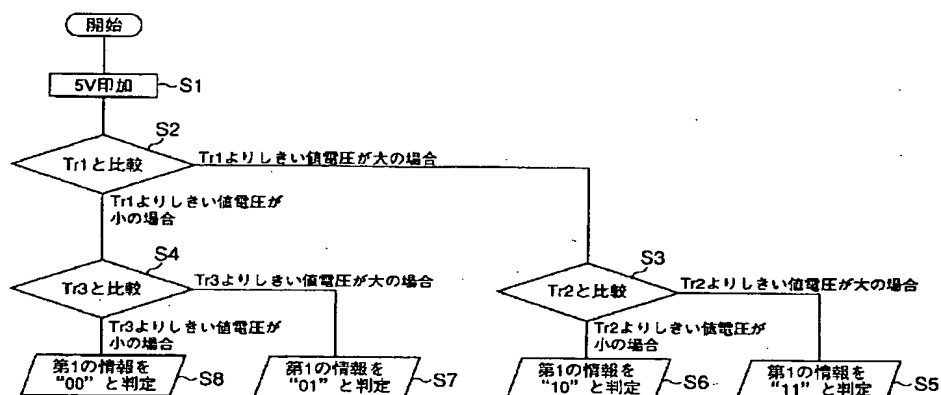 開始
5V印加
S1
S2
Tr1と比較
Tr1よりしきい値電圧が大の場合
Tr1よりしきい値電圧が
小の場合
S4
Tr3と比較
Tr3よりしきい値電圧が大の場合
S3
Tr2と比較
Tr2よりしきい値電圧が大の場合
Tr3よりしきい値電圧が
小の場合
Tr2よりしきい値電圧が
小の場合
第1の情報を
“00” と判定
S8
第1の情報を
“01” と判定
S7
第1の情報を
“10” と判定
S6
第1の情報を
“11” と判定
S5